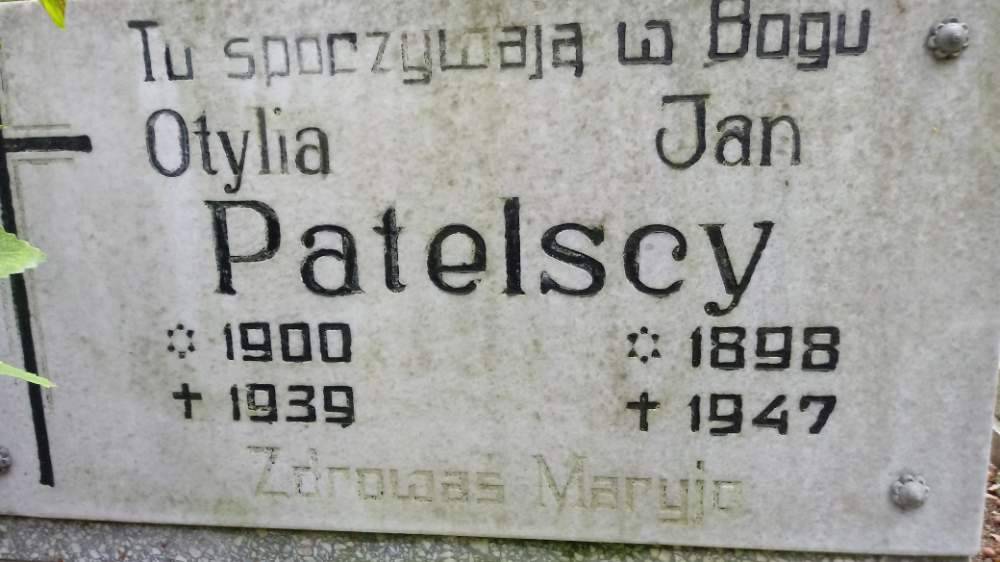 Tu spoczywają w Bogu
Otylia Jan
Patelscy
1900 1898
† 1939 † 1947
Zdrowaś Maryjo